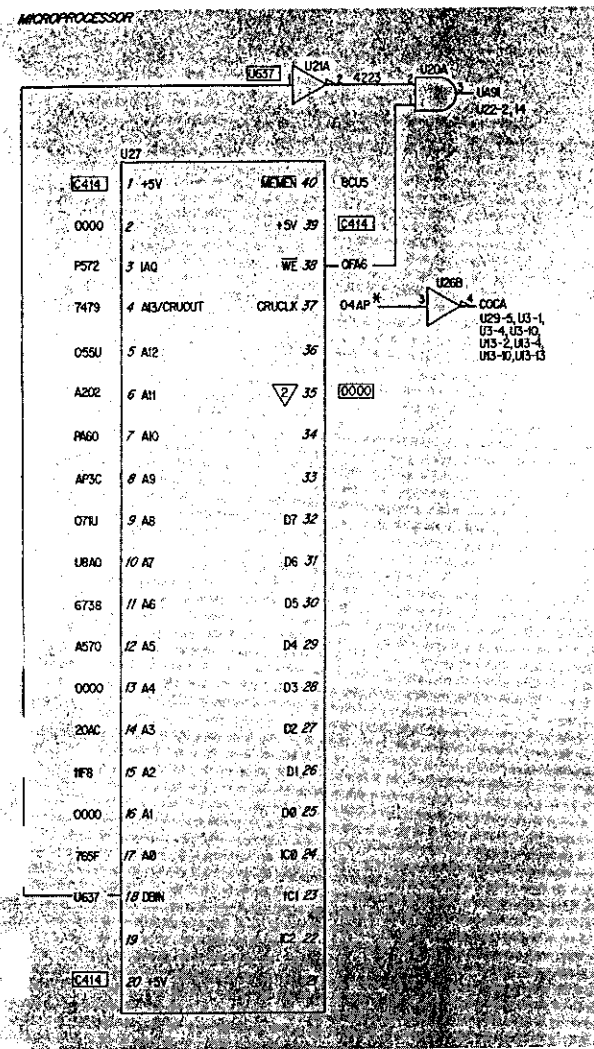 MICROPROCESSOR
U637 1 U21A 2 4223 2 U20A 3 UA91
1 U22-2, 14
U27
C414 1 +5V MEMEN 40 8CU5
0000 2 +5V 39 C414
P572 3 IAQ WE 38 0FA6
7479 4 A13/CRUOUT CRUCLK 37 04AP * 3 U26B 4 C0CA
U29-5, U3-1,
U3-4, U3-10,
U13-2, U13-4,
U13-10, U13-13
055U 5 A12 36
A202 6 A11 2 35 0000
PA60 7 A10 34
AP3C 8 A9 33
071U 9 A8 D7 32
U8A0 10 A7 D6 31
6738 11 A6 D5 30
A570 12 A5 D4 29
0000 13 A4 D3 28
20AC 14 A3 D2 27
11F8 15 A2 D1 26
0000 16 A1 D0 25
765F 17 A0 IC0 24
U637 18 DBIN IC1 23
19 IC2 22
C414 20 +5V 21